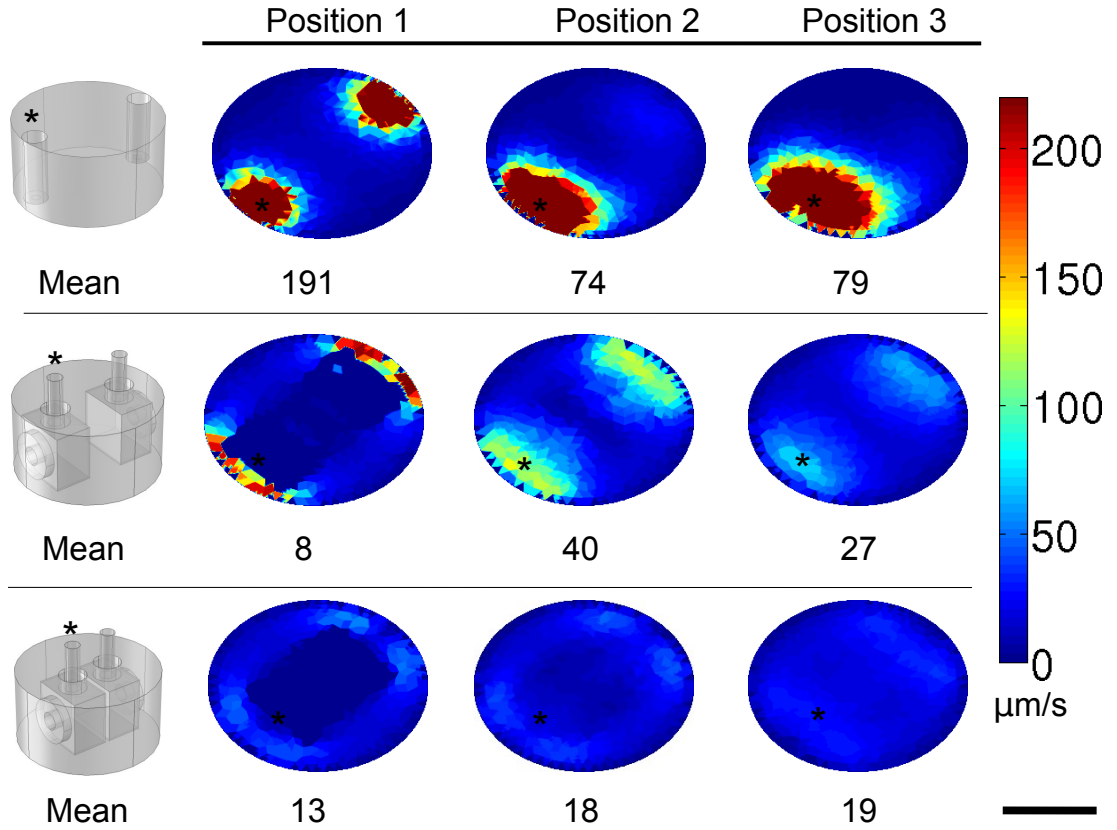 Position 1 Position 2 Position 3
*
* * *
Mean 191 74 79
*
* * *
Mean 8 40 27
*
* * *
Mean 13 18 19
200
150
100
50
0
μm/s